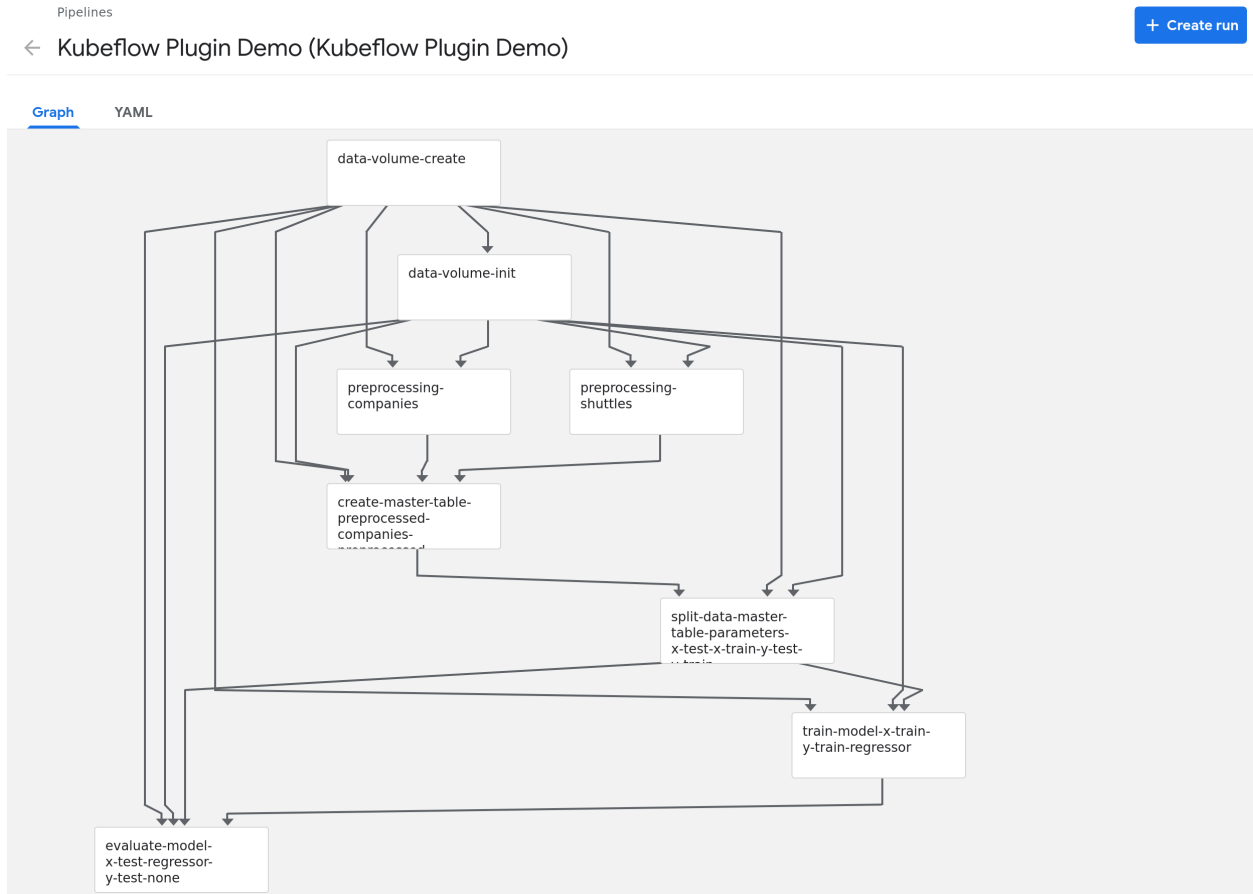 Pipelines
Kubeflow Plugin Demo (Kubeflow Plugin Demo)
+ Create run
Graph
YAML
data-volume-create
data-volume-init
preprocessing-
companies
preprocessing-
shuttles
create-master-table-
preprocessed-
companies-
preprocessed
split-data-master-
table-parameters-
x-test-x-train-y-test-
y-train
train-model-x-train-
y-train-regressor
evaluate-model-
x-test-regressor-
y-test-none